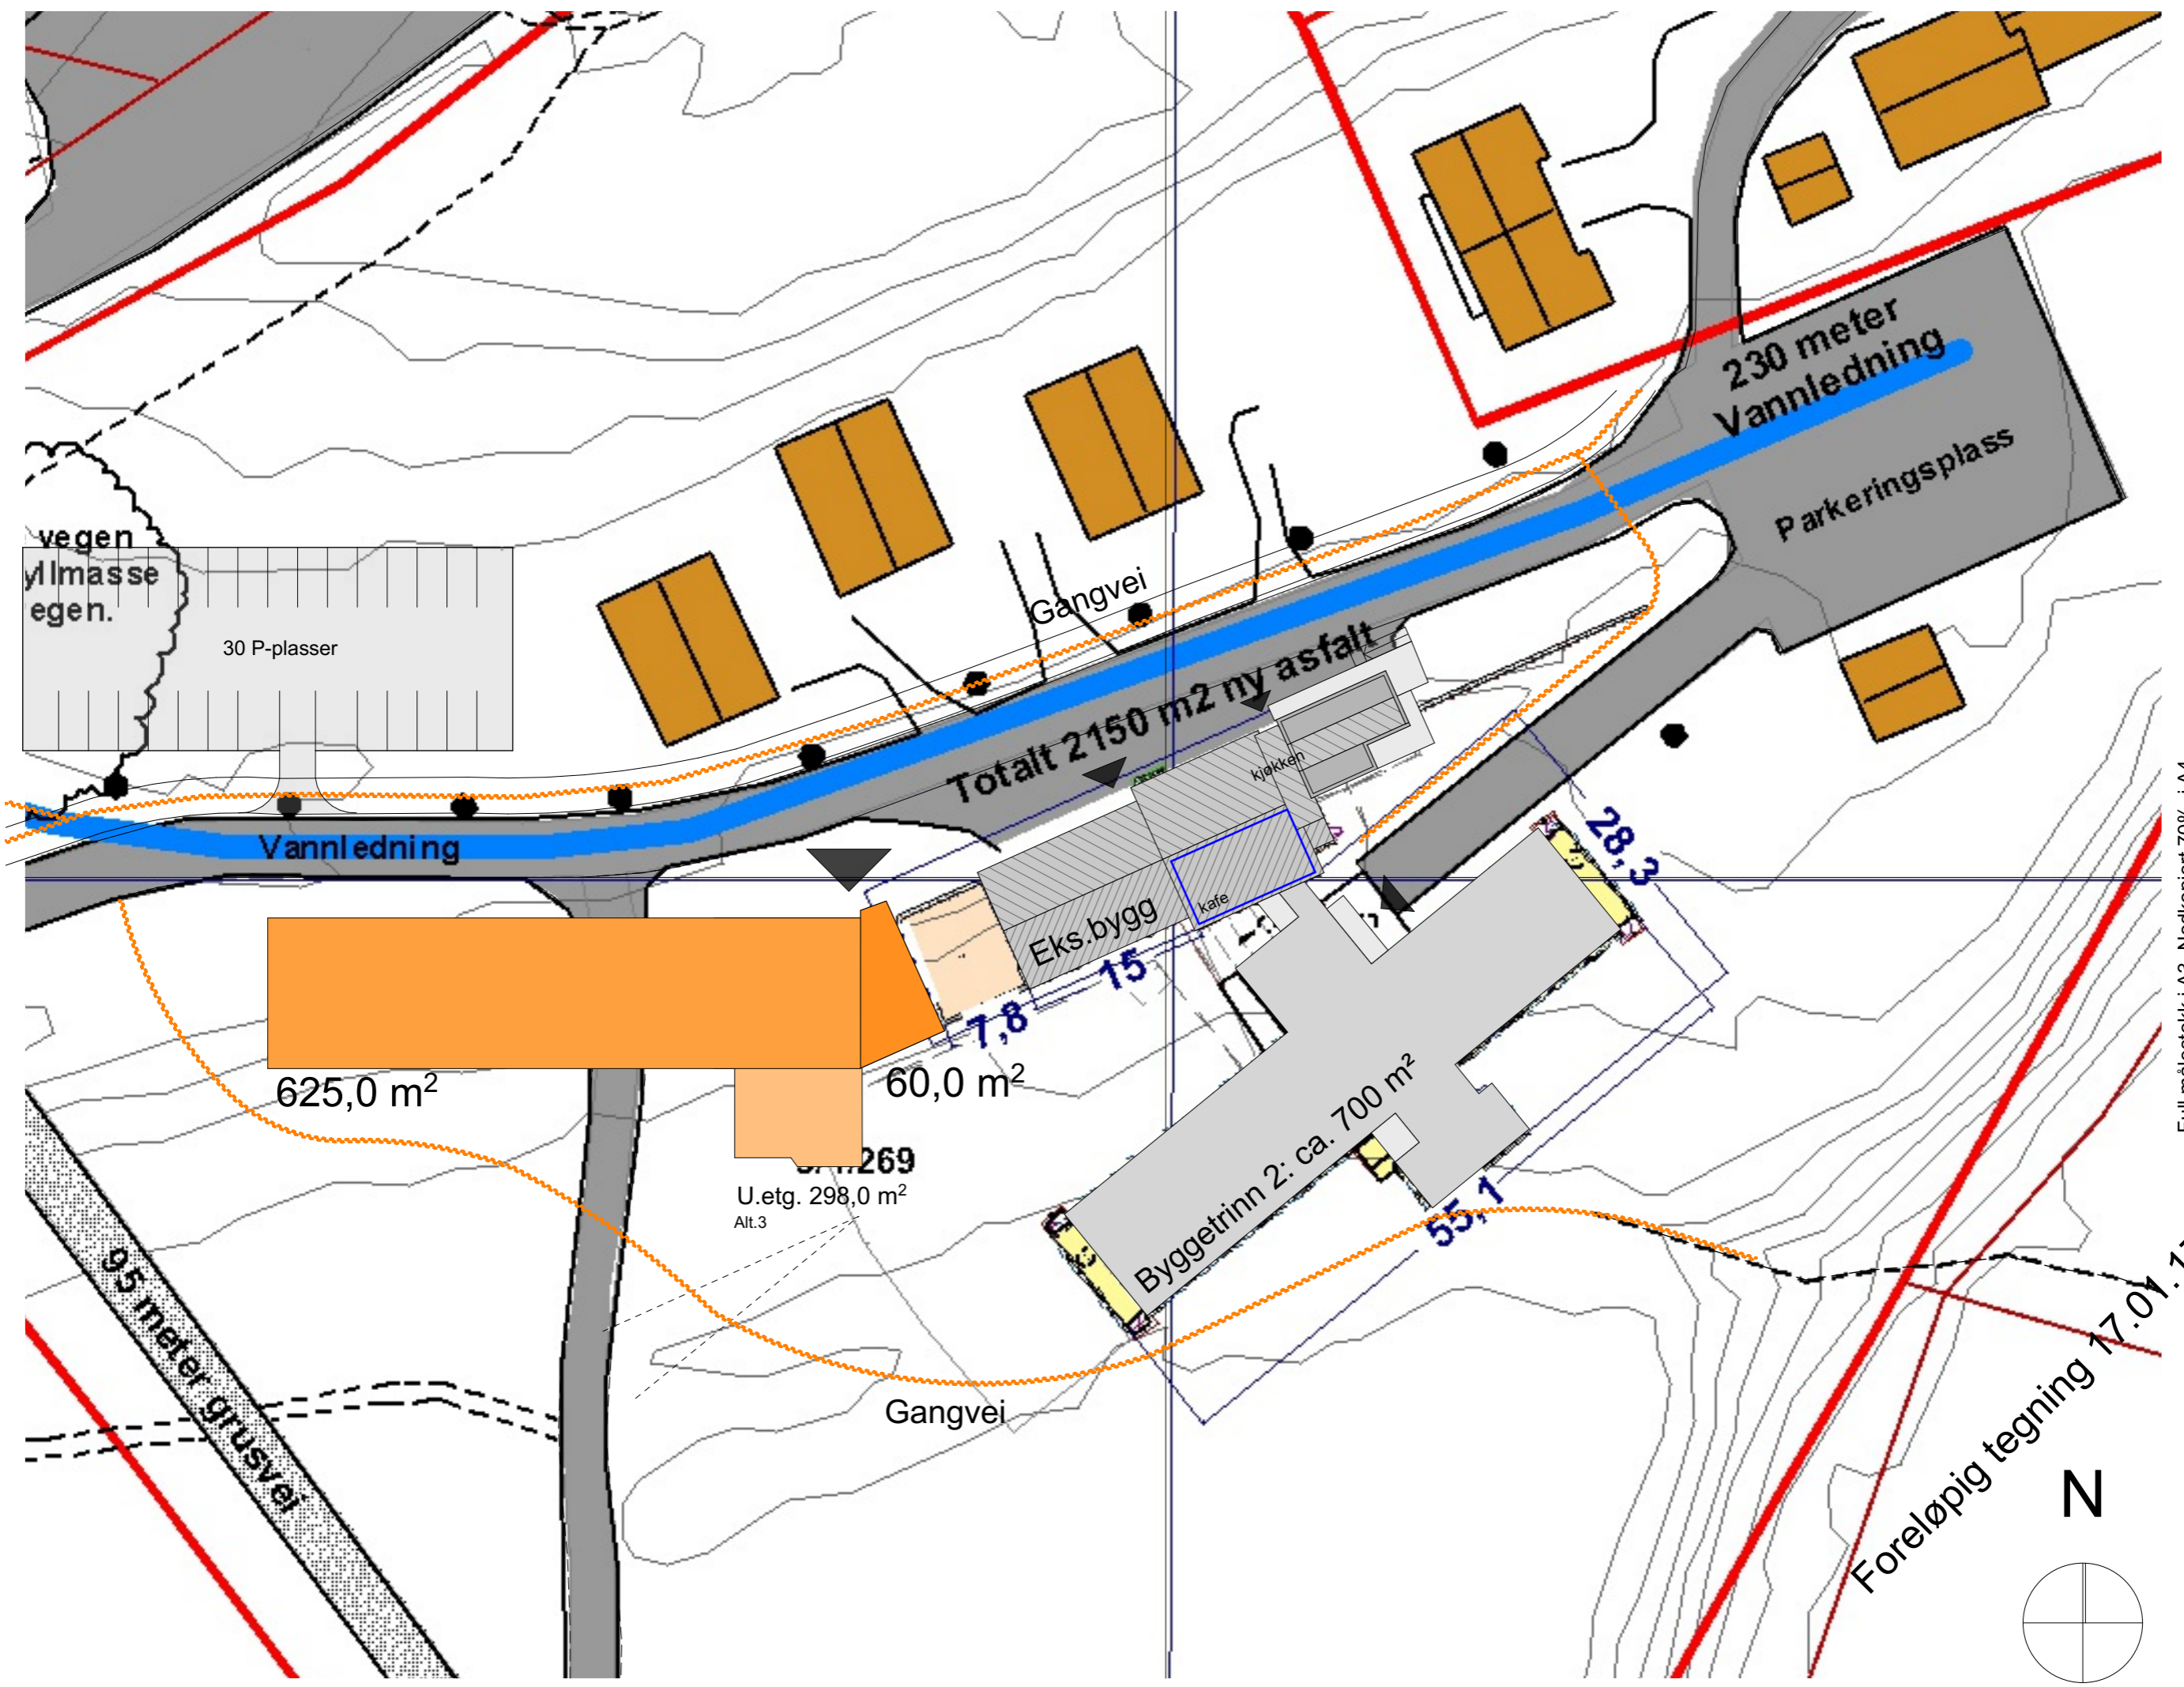 230 meter
Vannledning
Parkeringsplass
vegen
yllmasse
egen.
30 P-plasser
Gangvei
Totalt 2150 m2 ny asfalt
kjøkken
Vannledning
kafe
Eks.bygg
28,3
15
7,8
625,0 m²
60,0 m²
269
U.etg. 298,0 m²
Alt.3
Byggetrinn 2: ca. 700 m²
55,1
95 meter grusvei
Gangvei
Foreløpig tegning 17.01.1
N